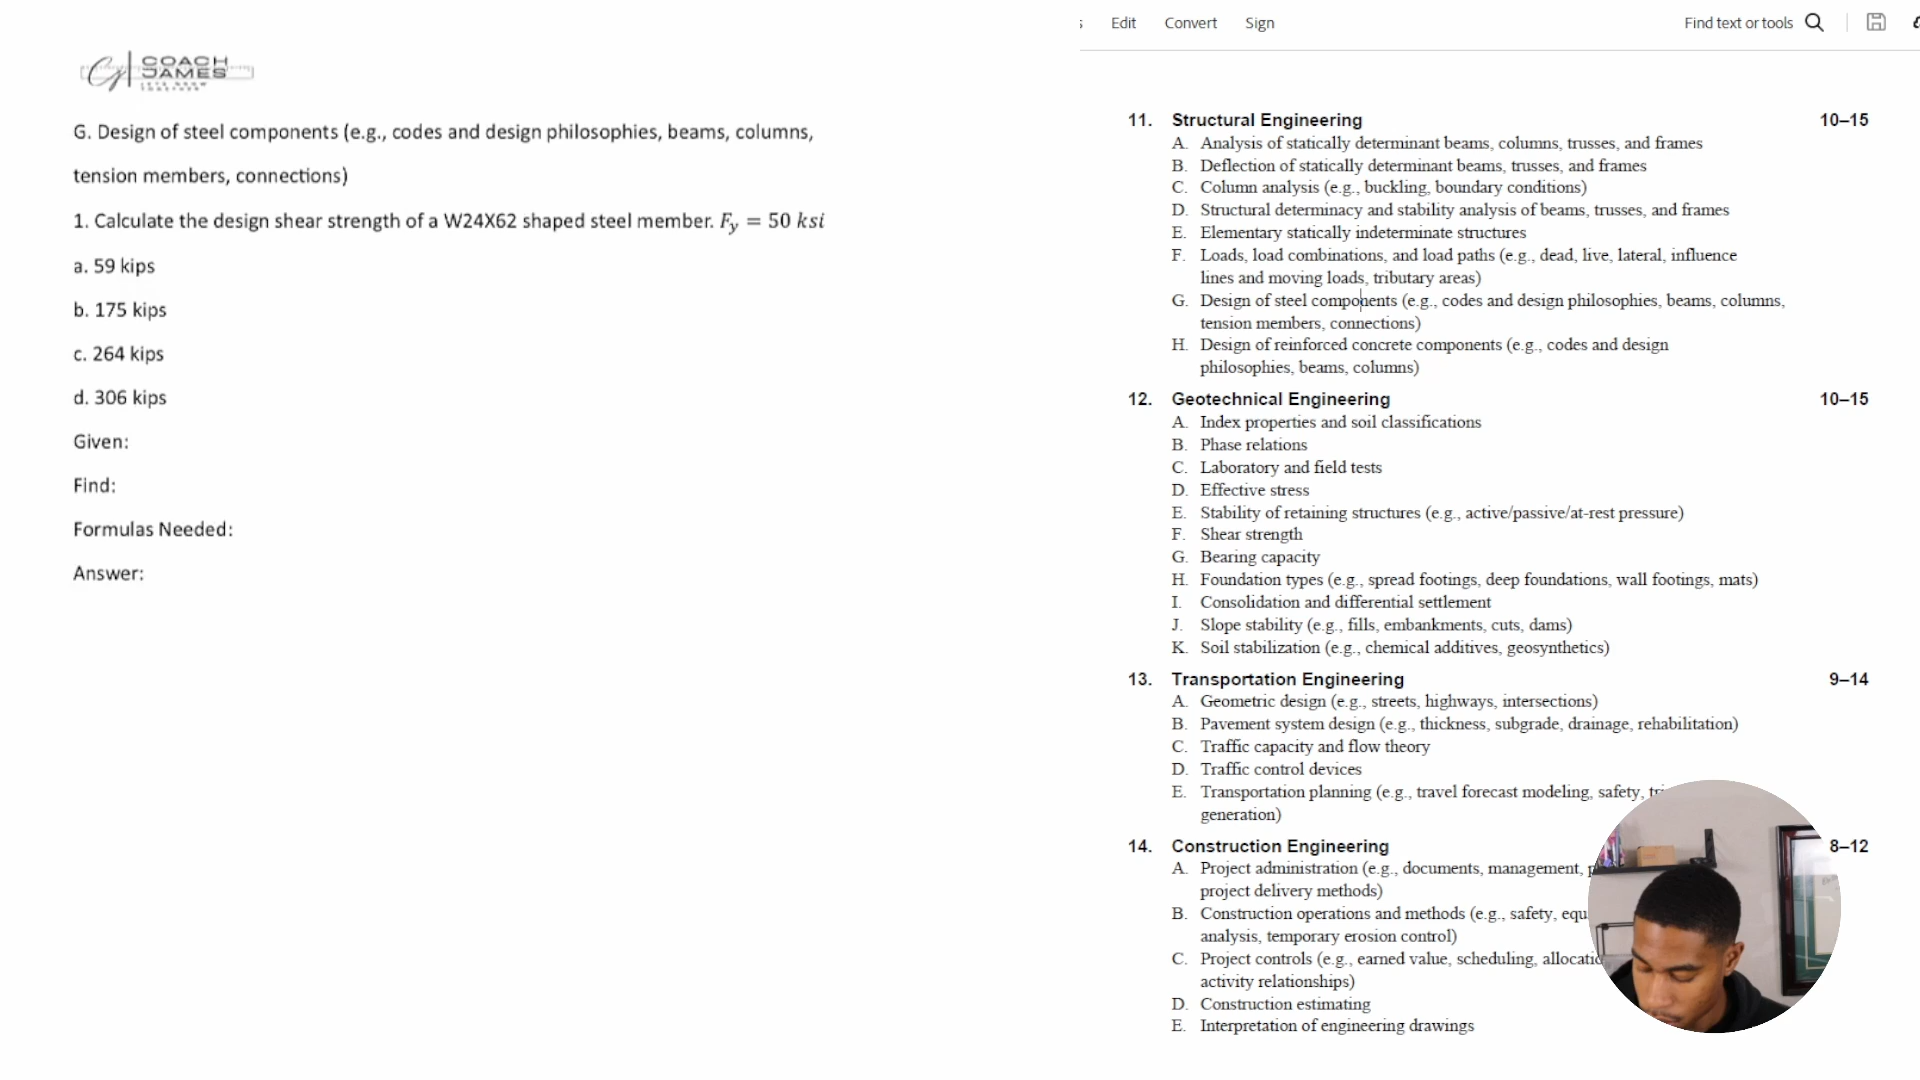 COACH
JAMES
G. Design of steel components (e.g., codes and design philosophies, beams, columns,
tension members, connections)
1. Calculate the design shear strength of a W24X62 shaped steel member. F_y = 50 ksi
a. 59 kips
b. 175 kips
c. 264 kips
d. 306 kips
Given:
Find:
Formulas Needed:
Answer:
Edit Convert Sign Find text or tools
11. Structural Engineering 10–15
A. Analysis of statically determinant beams, columns, trusses, and frames
B. Deflection of statically determinant beams, trusses, and frames
C. Column analysis (e.g., buckling, boundary conditions)
D. Structural determinacy and stability analysis of beams, trusses, and frames
E. Elementary statically indeterminate structures
F. Loads, load combinations, and load paths (e.g., dead, live, lateral, influence
lines and moving loads, tributary areas)
G. Design of steel components (e.g., codes and design philosophies, beams, columns,
tension members, connections)
H. Design of reinforced concrete components (e.g., codes and design
philosophies, beams, columns)
12. Geotechnical Engineering 10–15
A. Index properties and soil classifications
B. Phase relations
C. Laboratory and field tests
D. Effective stress
E. Stability of retaining structures (e.g., active/passive/at-rest pressure)
F. Shear strength
G. Bearing capacity
H. Foundation types (e.g., spread footings, deep foundations, wall footings, mats)
I. Consolidation and differential settlement
J. Slope stability (e.g., fills, embankments, cuts, dams)
K. Soil stabilization (e.g., chemical additives, geosynthetics)
13. Transportation Engineering 9–14
A. Geometric design (e.g., streets, highways, intersections)
B. Pavement system design (e.g., thickness, subgrade, drainage, rehabilitation)
C. Traffic capacity and flow theory
D. Traffic control devices
E. Transportation planning (e.g., travel forecast modeling, safety,
generation)
14. Construction Engineering 8–12
A. Project administration (e.g., documents, management,
project delivery methods)
B. Construction operations and methods (e.g., safety,
analysis, temporary erosion control)
C. Project controls (e.g., earned value, scheduling,
activity relationships)
D. Construction estimating
E. Interpretation of engineering drawings